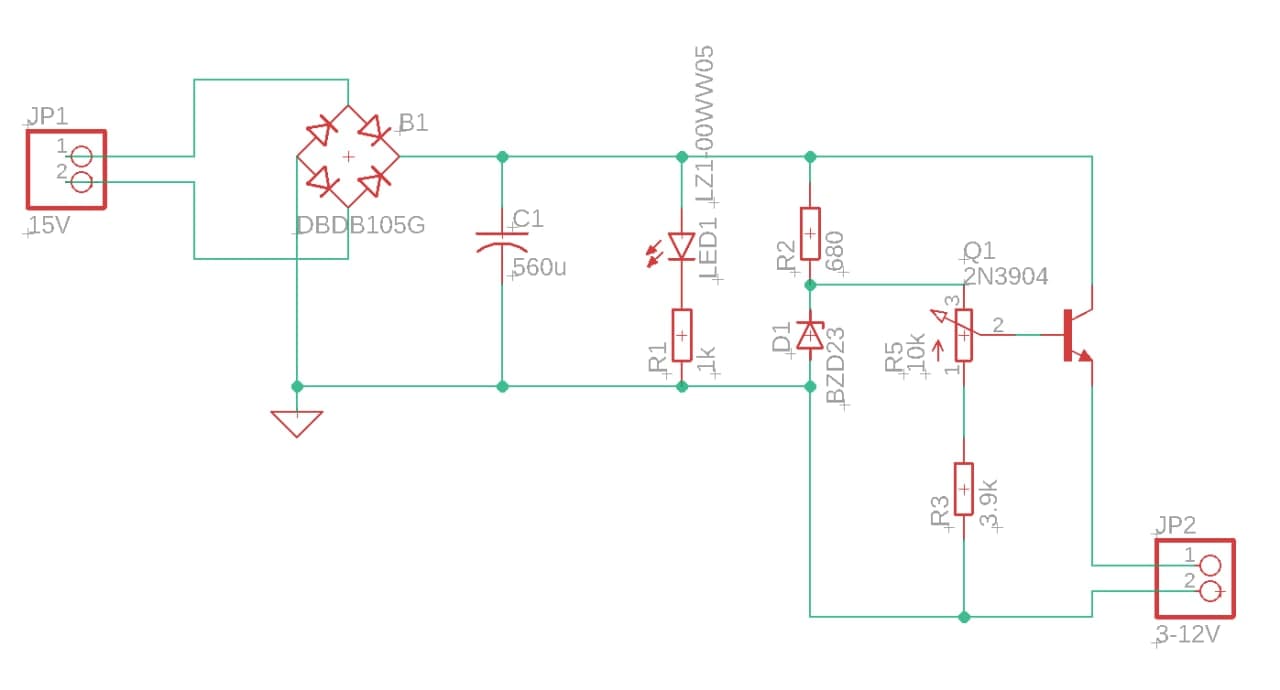 JP1
1
2
15V
B1
DBDB105G
C1
560u
LZ1-00WW05
LED1
R1
1k
R2
680
D1
BZD23
Q1
2N3904
3
2
1
R5
10k
R3
3.9k
JP2
1
2
3-12V